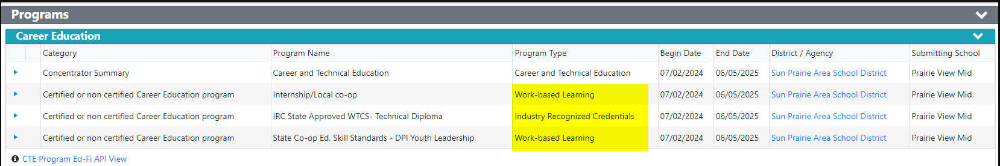 Programs
Career Education
Category Program Name Program Type Begin Date End Date District / Agency Submitting School
Concentrator Summary Career and Technical Education Career and Technical Education 07/02/2024 06/05/2025 Sun Prairie Area School District Prairie View Mid
Certified or non certified Career Education program Internship/Local co-op Work-based Learning 07/02/2024 06/05/2025 Sun Prairie Area School District Prairie View Mid
Certified or non certified Career Education program IRC State Approved WTCS- Technical Diploma Industry Recognized Credentials 07/02/2024 06/05/2025 Sun Prairie Area School District Prairie View Mid
Certified or non certified Career Education program State Co-op Ed. Skill Standards - DPI Youth Leadership Work-based Learning 07/02/2024 06/05/2025 Sun Prairie Area School District Prairie View Mid
CTE Program Ed-Fi API View